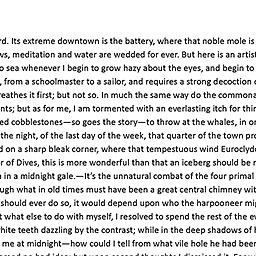 rd. Its extreme downtown is the battery, where that noble mole is
vs, meditation and water are wedded for ever. But here is an artist
o sea whenever I begin to grow hazy about the eyes, and begin to
, from a schoolmaster to a sailor, and requires a strong decoction o
reathes it first; but not so. In much the same way do the commona
nts; but as for me, I am tormented with an everlasting itch for thin
ed cobblestones—so goes the story—to throw at the whales, in or
the night, of the last day of the week, that quarter of the town pro
d on a sharp bleak corner, where that tempestuous wind Euroclyd
r of Dives, this is more wonderful than that an iceberg should be r
n in a midnight gale.—It's the unnatural combat of the four primal
ugh what in old times must have been a great central chimney wit
should ever do so, it would depend upon who the harpooneer mig
t what else to do with myself, I resolved to spend the rest of the ev
vhite teeth dazzling by the contrast; while in the deep shadows of h
me at midnight—how could I tell from what vile hole he had been